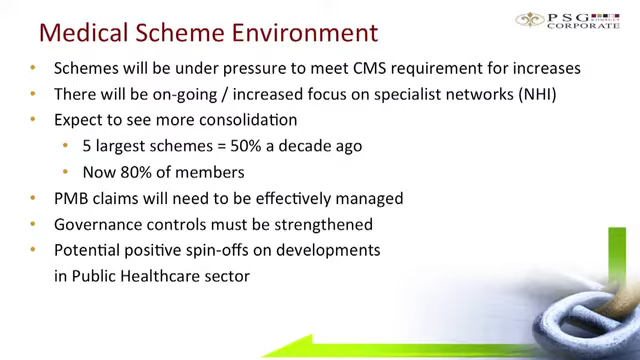 Medical Scheme Environment
PSG
CORPORATE
• Schemes will be under pressure to meet CMS requirement for increases
• There will be on-going / increased focus on specialist networks (NHI)
• Expect to see more consolidation
• 5 largest schemes = 50% a decade ago
• Now 80% of members
• PMB claims will need to be effectively managed
• Governance controls must be strengthened
• Potential positive spin-offs on developments
in Public Healthcare sector